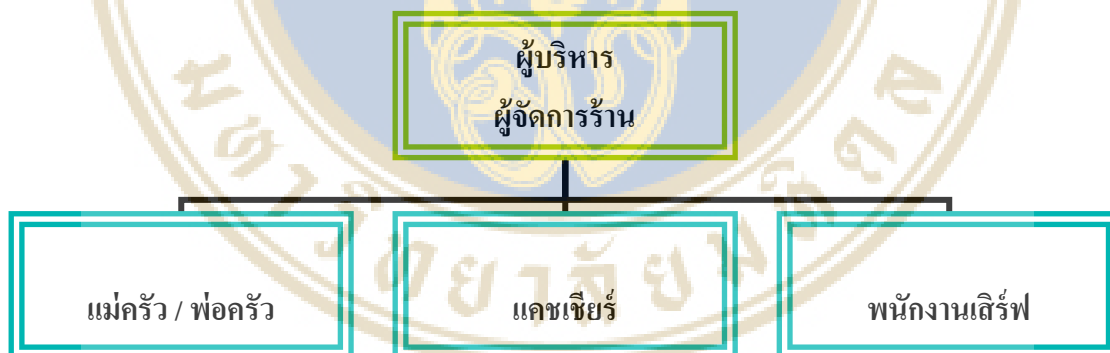 ผู้บริหาร
ผู้จัดการร้าน
แม่ครัว / พ่อครัว
แคชเชียร์
พนักงานเสิร์ฟ